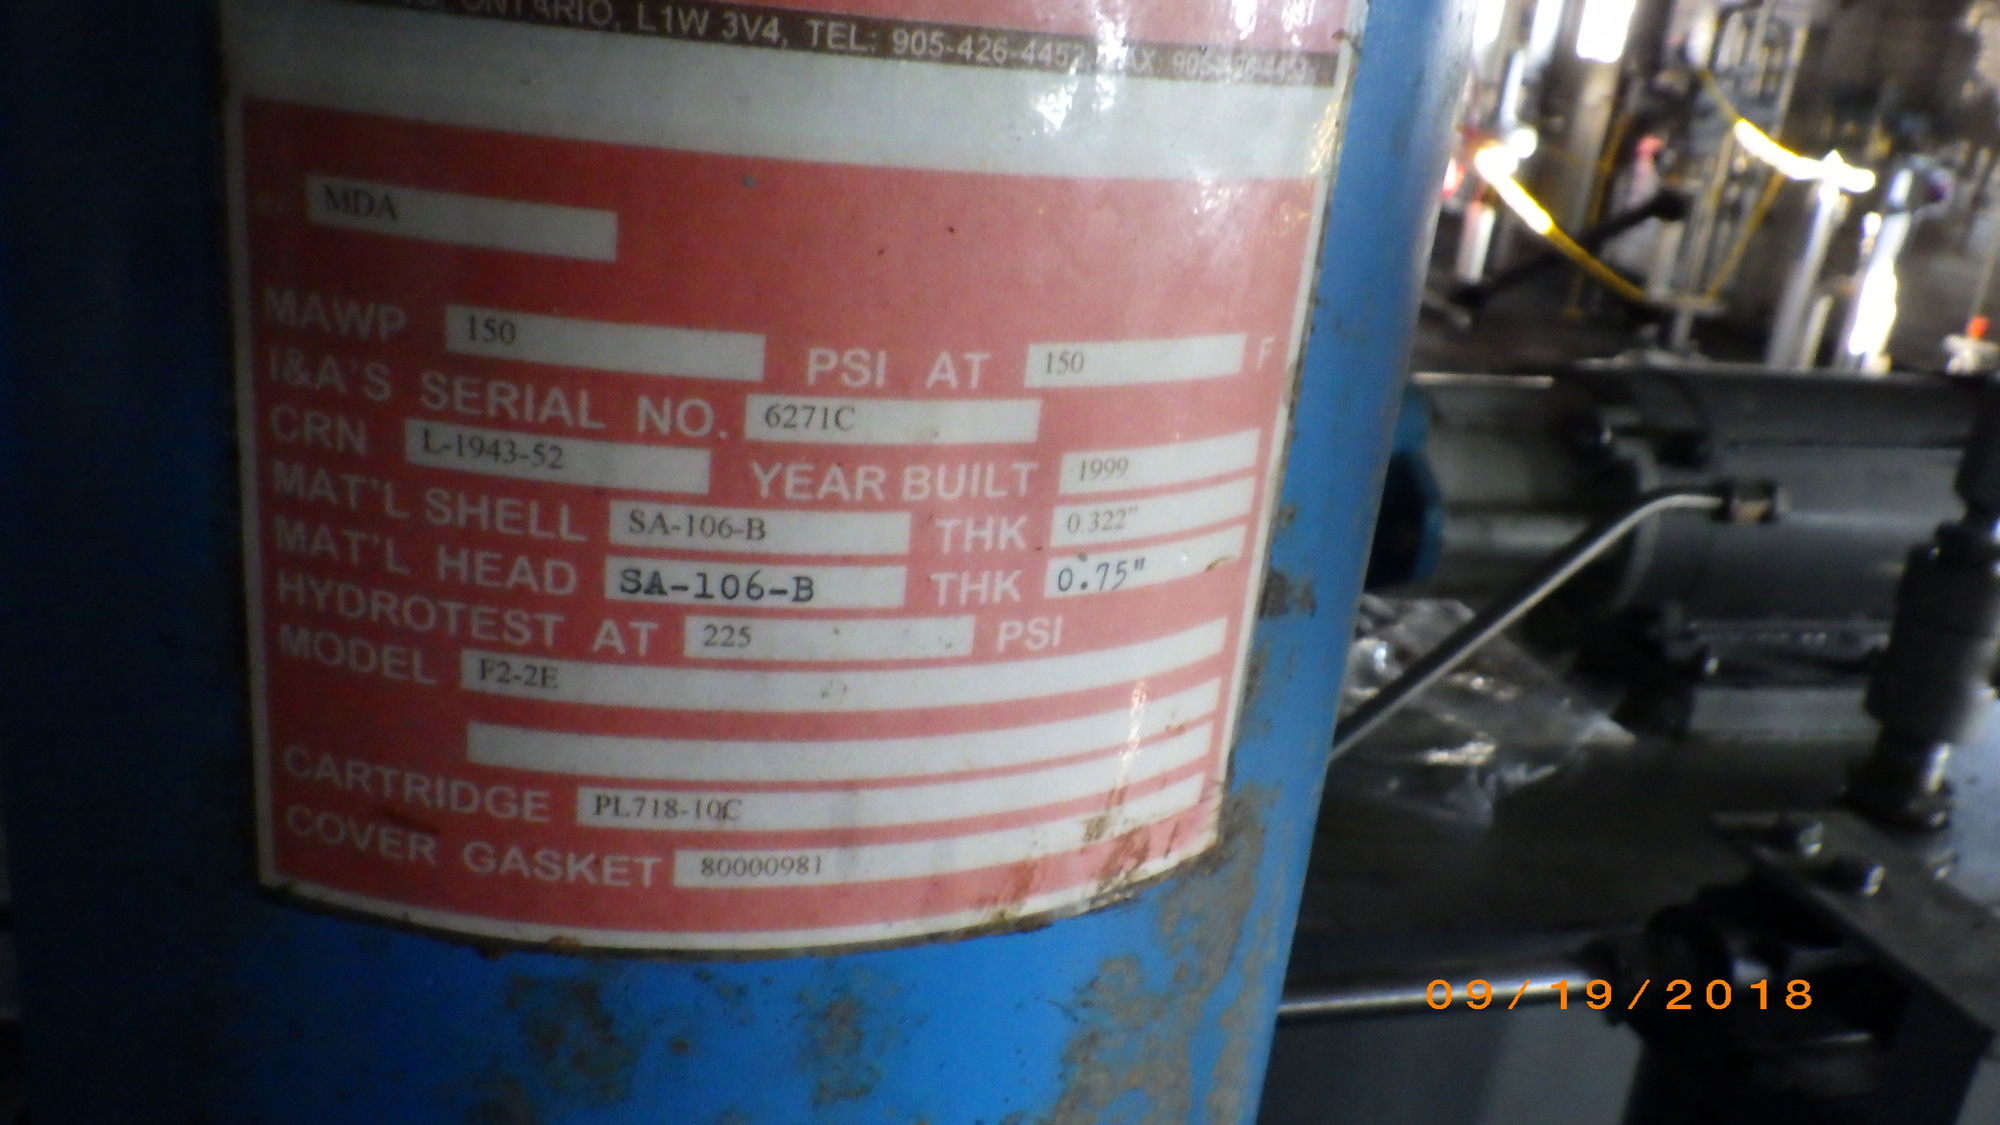 ONTARIO, L1W 3V4, TEL: 905-426-4452, FAX:
MDA
MAWP 150 PSI AT 150 F
I&A'S SERIAL NO. 6271C
CRN L-1943-52 YEAR BUILT 1999
MAT'L SHELL SA-106-B THK 0.322"
MAT'L HEAD SA-106-B THK 0.75"
HYDROTEST AT 225 PSI
MODEL F2-2E
CARTRIDGE PL718-10C
COVER GASKET 80000981
09/19/2018